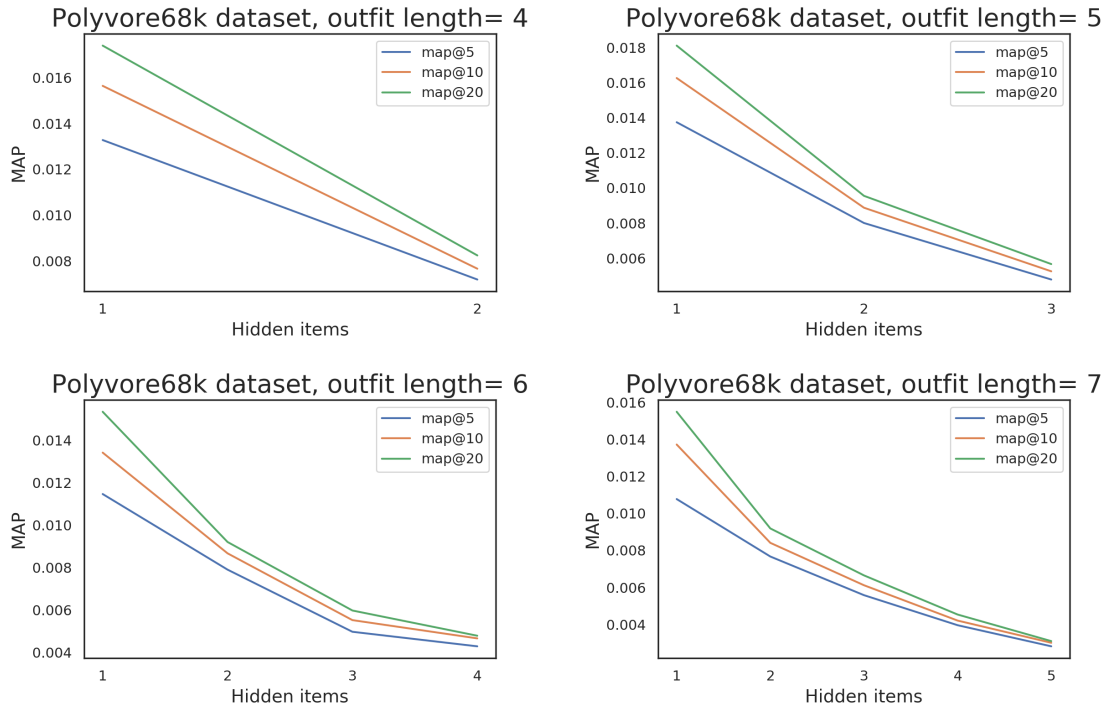 Polyvore68k dataset, outfit length= 4
map@5
map@10
map@20
0.016
0.014
0.012
0.010
0.008
MAP
1
2
Hidden items
Polyvore68k dataset, outfit length= 5
map@5
map@10
map@20
0.018
0.016
0.014
0.012
0.010
0.008
0.006
MAP
1
2
3
Hidden items
Polyvore68k dataset, outfit length= 6
map@5
map@10
map@20
0.014
0.012
0.010
0.008
0.006
0.004
MAP
1
2
3
4
Hidden items
Polyvore68k dataset, outfit length= 7
map@5
map@10
map@20
0.016
0.014
0.012
0.010
0.008
0.006
0.004
MAP
1
2
3
4
5
Hidden items